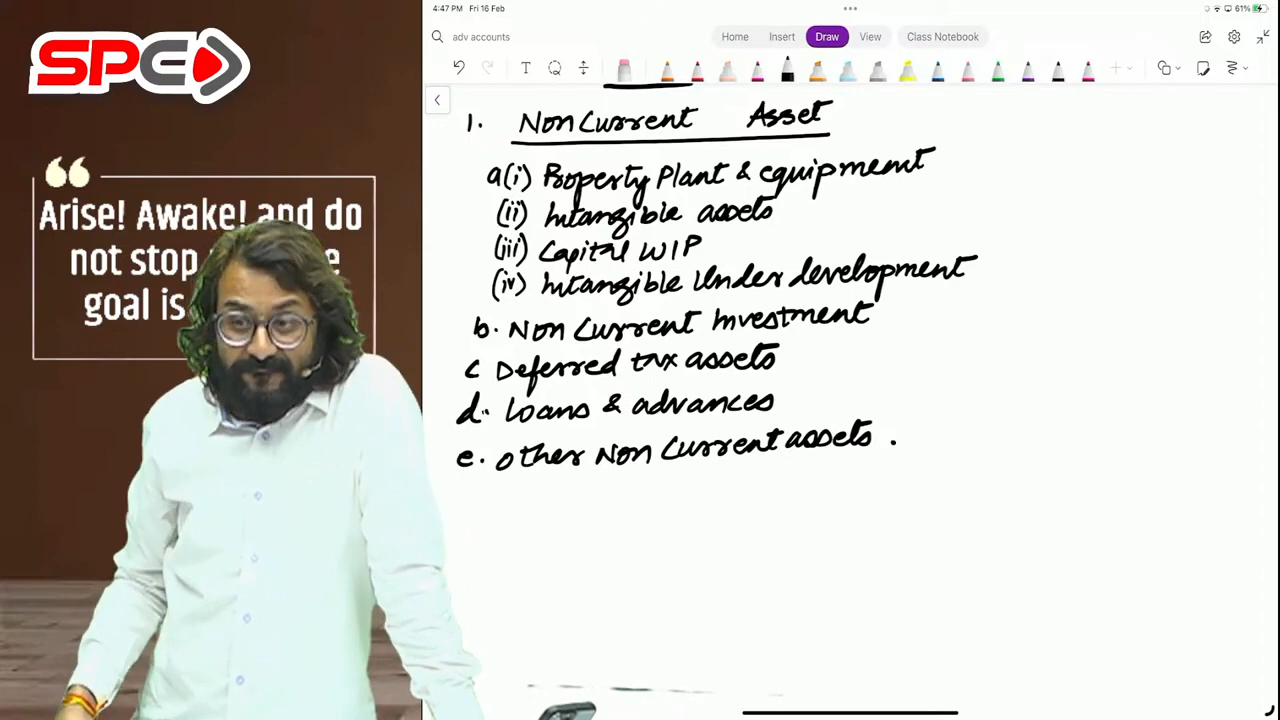 4:47 PM Fri 16 Feb
61%
adv accounts
Home Insert Draw View Class Notebook
SPE
Arise! Awake! and do
not stop
goal is
1. Non Current Asset
a(i) Property Plant & equipment
(ii) Intangible assets
(iii) Capital WIP
(iv) Intangible Under development
b. Non Current Investment
c Deferred tax assets
d. Loans & advances
e. Other Non Current assets.